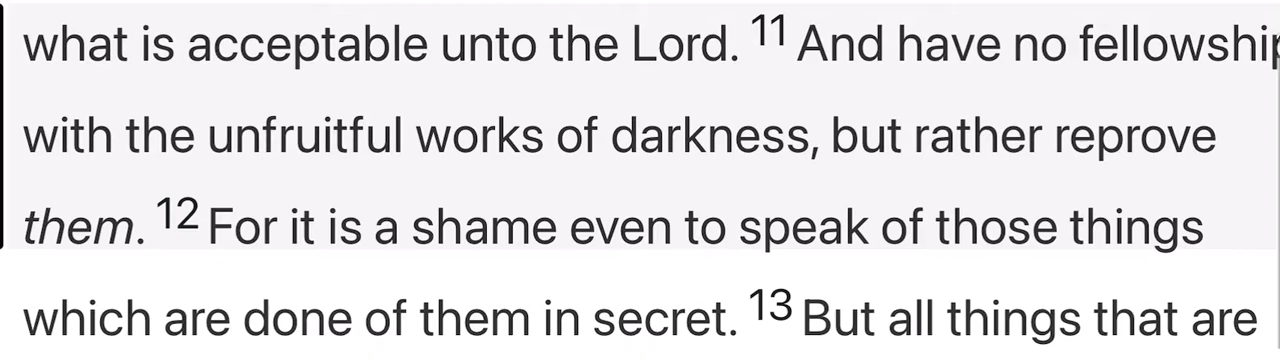 what is acceptable unto the Lord. 11 And have no fellowship
with the unfruitful works of darkness, but rather reprove
them. 12 For it is a shame even to speak of those things
which are done of them in secret. 13 But all things that are